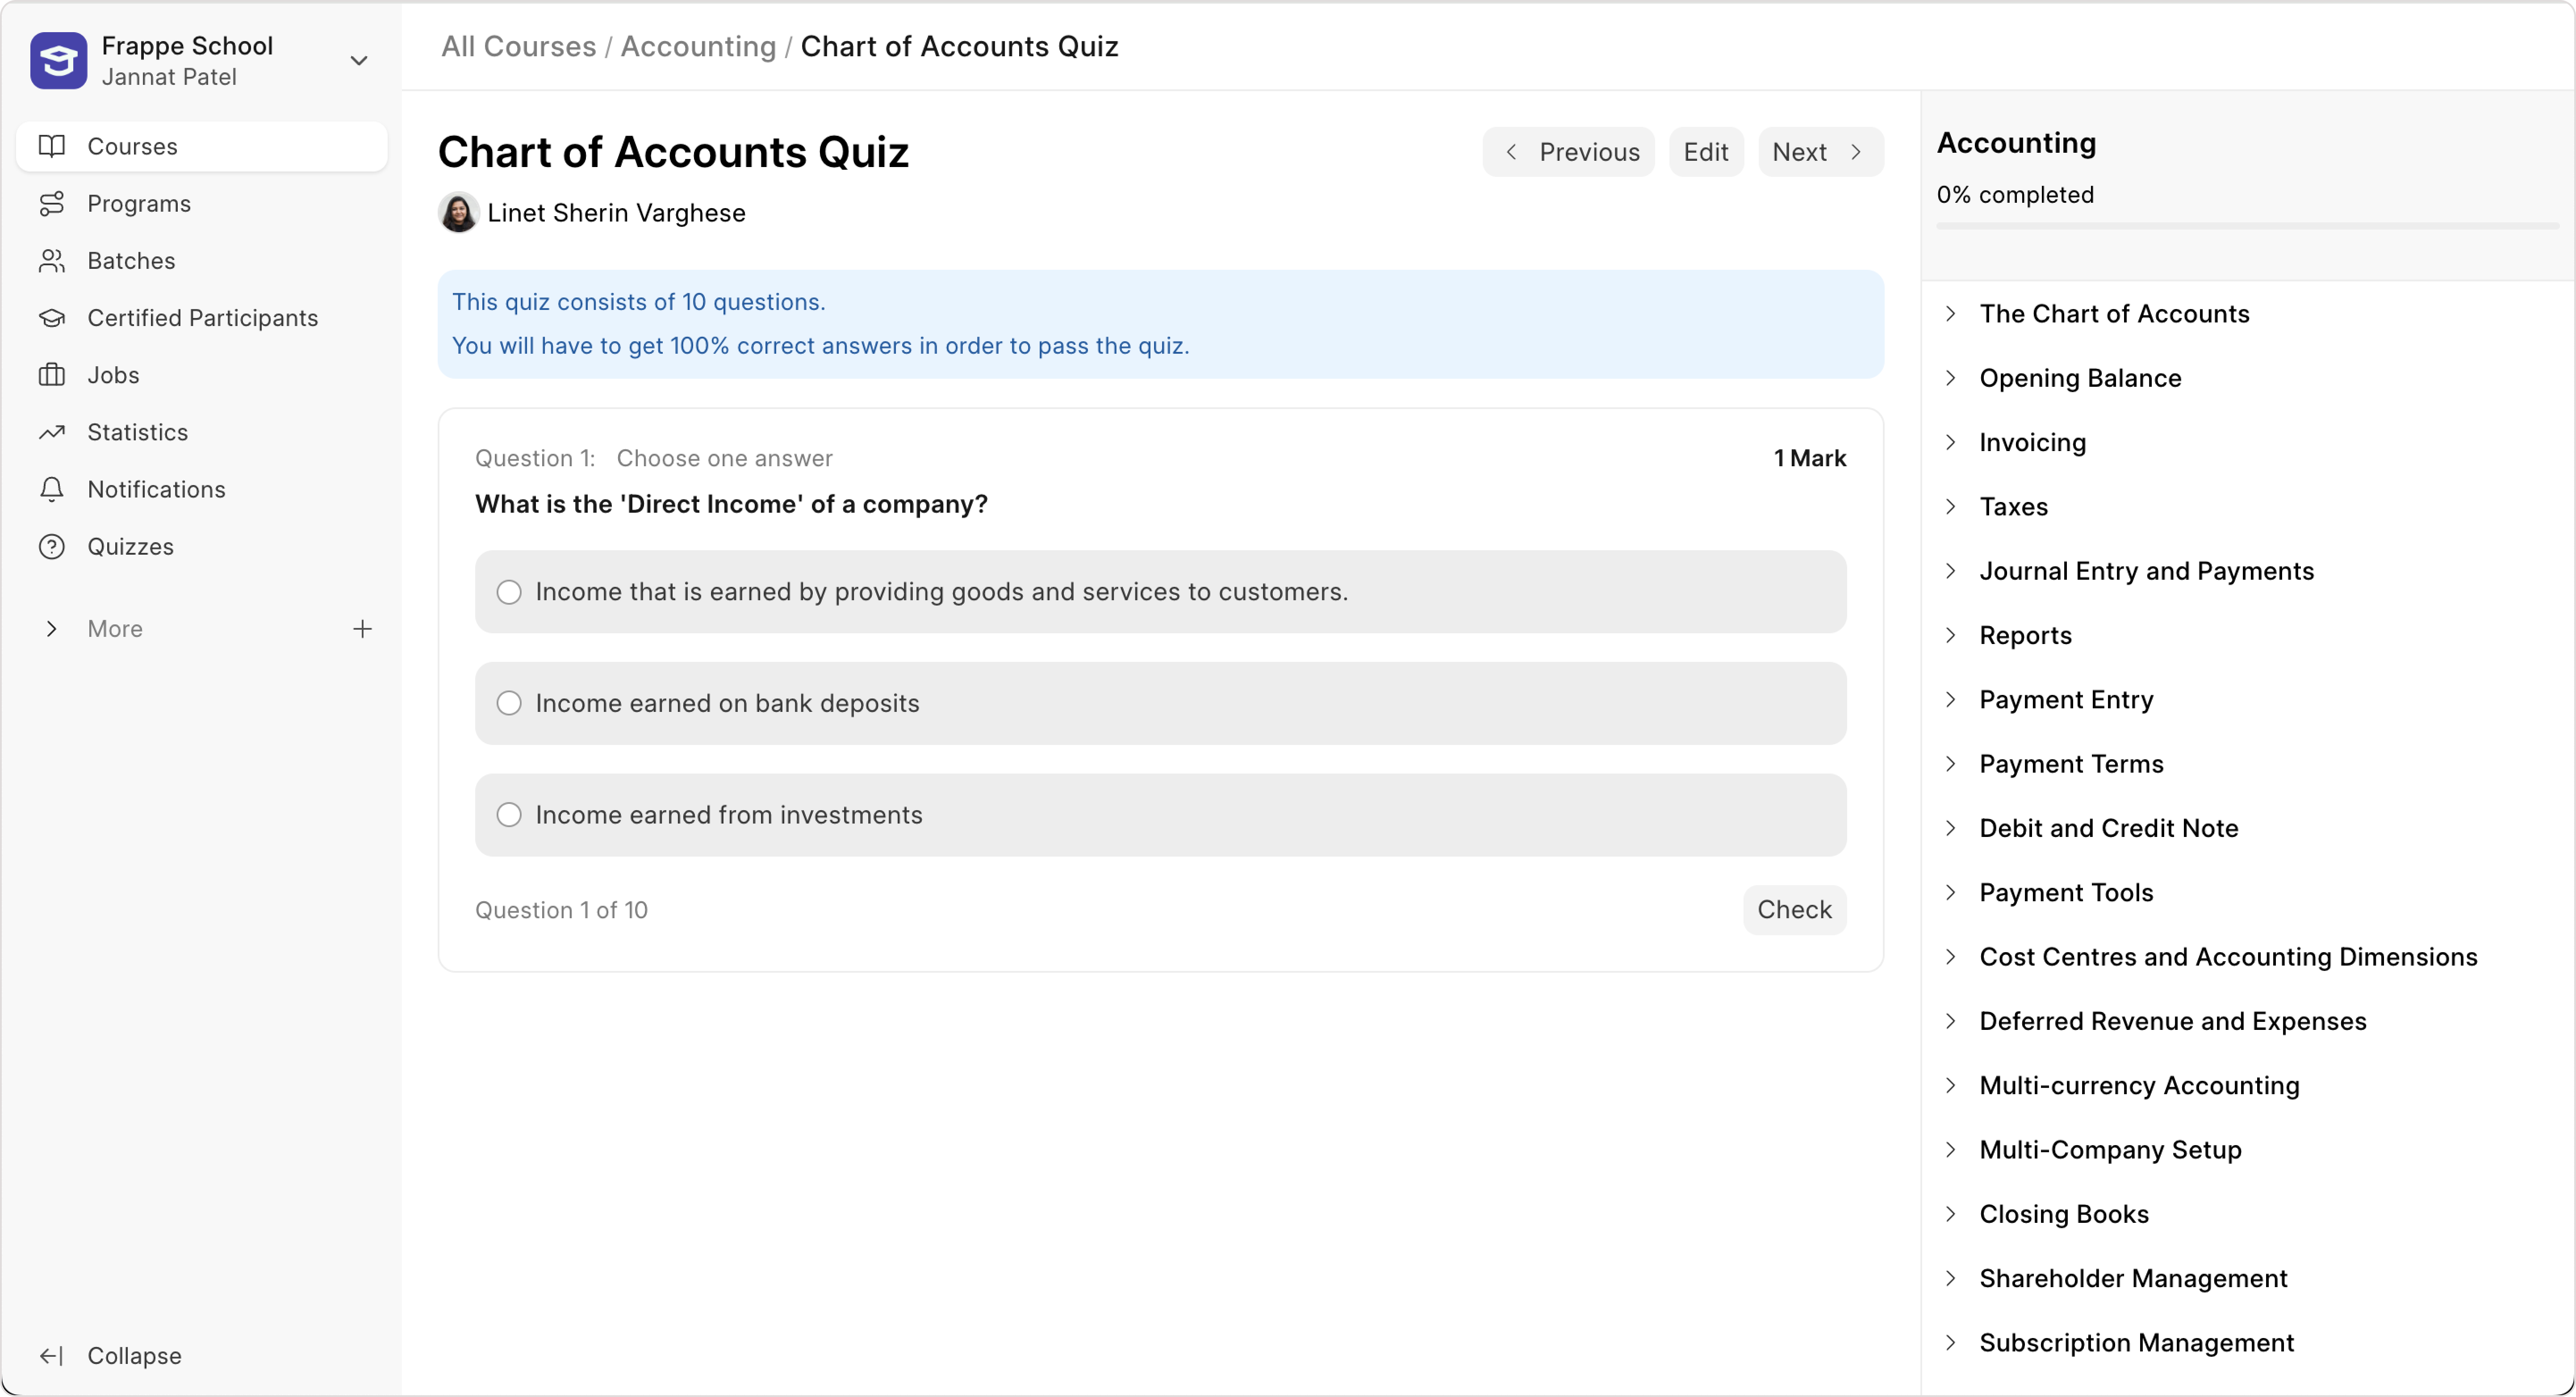 Frappe School
Jannat Patel
Courses
Programs
Batches
Certified Participants
Jobs
Statistics
Notifications
Quizzes
More
Collapse
All Courses / Accounting / Chart of Accounts Quiz
Chart of Accounts Quiz
Previous
Edit
Next
Linet Sherin Varghese
This quiz consists of 10 questions.
You will have to get 100% correct answers in order to pass the quiz.
Question 1: Choose one answer
1 Mark
What is the 'Direct Income' of a company?
Income that is earned by providing goods and services to customers.
Income earned on bank deposits
Income earned from investments
Question 1 of 10
Check
Accounting
0% completed
The Chart of Accounts
Opening Balance
Invoicing
Taxes
Journal Entry and Payments
Reports
Payment Entry
Payment Terms
Debit and Credit Note
Payment Tools
Cost Centres and Accounting Dimensions
Deferred Revenue and Expenses
Multi-currency Accounting
Multi-Company Setup
Closing Books
Shareholder Management
Subscription Management